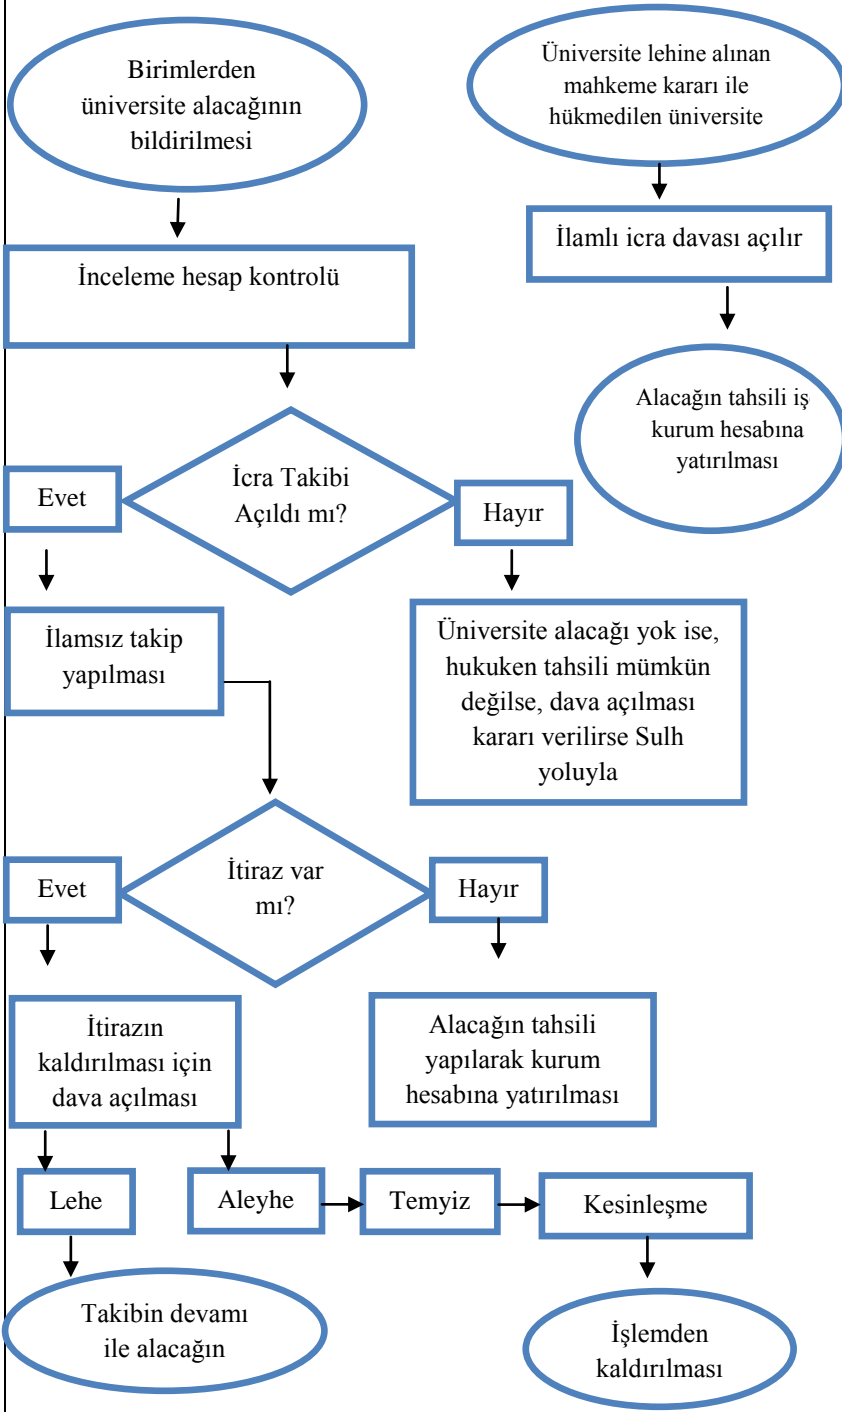 Birimlerden
üniversite alacağının
bildirilmesi
Üniversite lehine alınan
mahkeme kararı ile
hükmedilen üniversite
İlamlı icra davası açılır
İnceleme hesap kontrolü
Alacağın tahsili iş
kurum hesabına
yatırılması
İcra Takibi
Açıldı mı?
Evet
Hayır
İlamsız takip
yapılması
Üniversite alacağı yok ise,
hukuken tahsili mümkün
değilse, dava açılması
kararı verilirse Sulh
yoluyla
İtiraz var
mı?
Evet
Hayır
İtirazın
kaldırılması için
dava açılması
Alacağın tahsili
yapılarak kurum
hesabına yatırılması
Lehe
Aleyhe
Temyiz
Kesinleşme
Takibin devamı
ile alacağın
İşlemden
kaldırılması